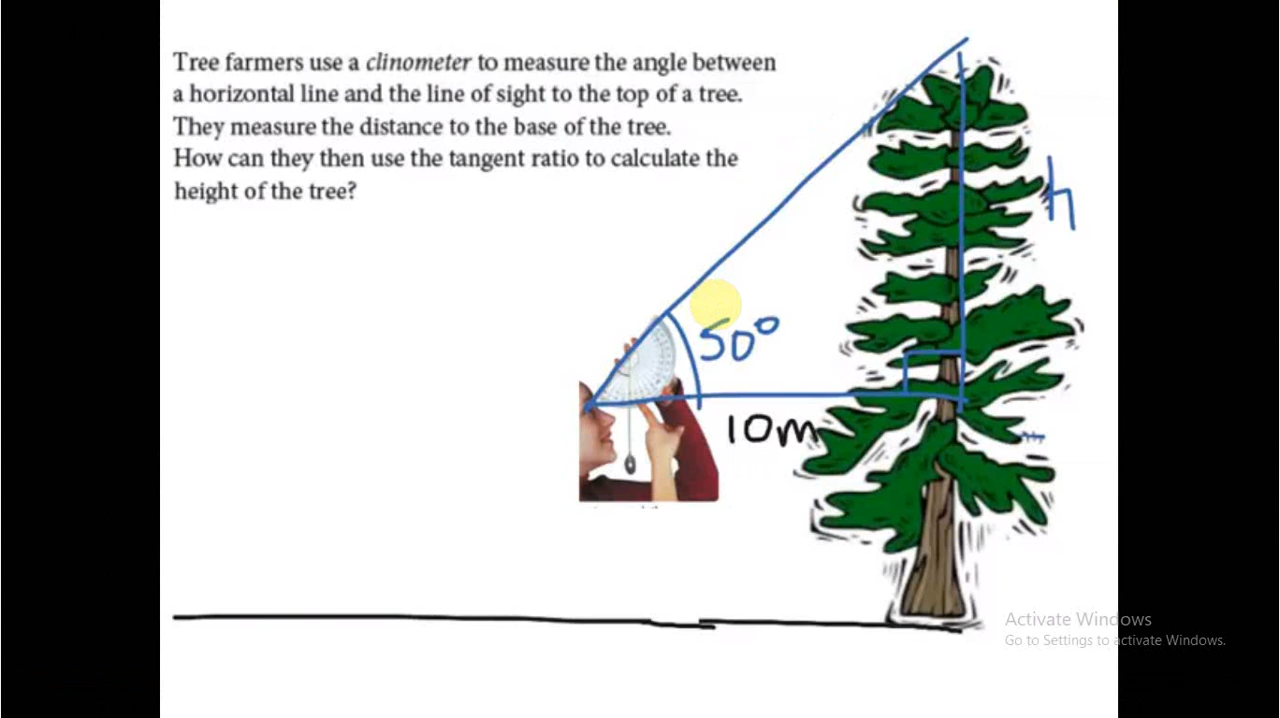 Tree farmers use a clinometer to measure the angle between
a horizontal line and the line of sight to the top of a tree.
They measure the distance to the base of the tree.
How can they then use the tangent ratio to calculate the
height of the tree?
h
50°
10m
Activate Windows
Go to Settings to activate Windows.